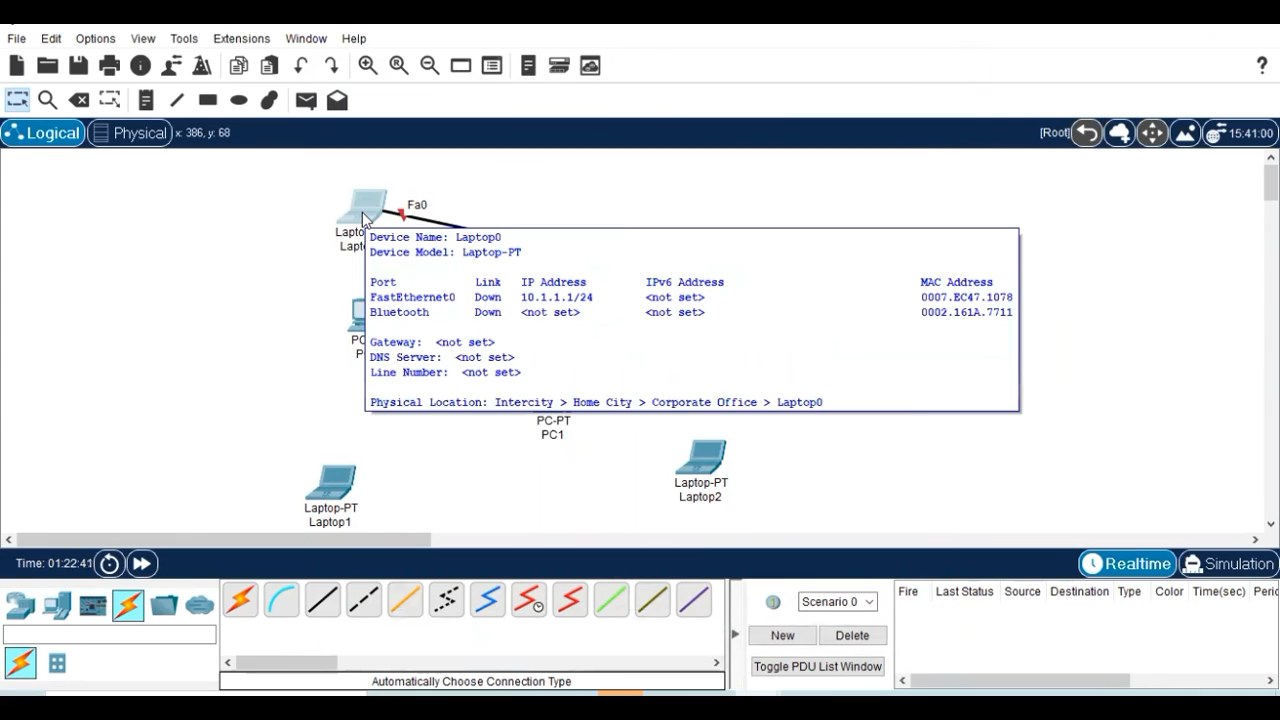 File Edit Options View Tools Extensions Window Help
?
Logical Physical x: 386, y: 68 [Root] 15:41:00
Fa0
Lapto
Lapt
Device Name: Laptop0
Device Model: Laptop-PT
Port Link IP Address IPv6 Address MAC Address
FastEthernet0 Down 10.1.1.1/24 <not set> 0007.EC47.1078
Bluetooth Down <not set> <not set> 0002.161A.7711
Gateway: <not set>
DNS Server: <not set>
Line Number: <not set>
Physical Location: Intercity > Home City > Corporate Office > Laptop0
PC
P
PC-PT
PC1
Laptop-PT
Laptop2
Laptop-PT
Laptop1
Time: 01:22:41 Realtime Simulation
Scenario 0
New Delete
Toggle PDU List Window
Fire Last Status Source Destination Type Color Time(sec) Perio
Automatically Choose Connection Type